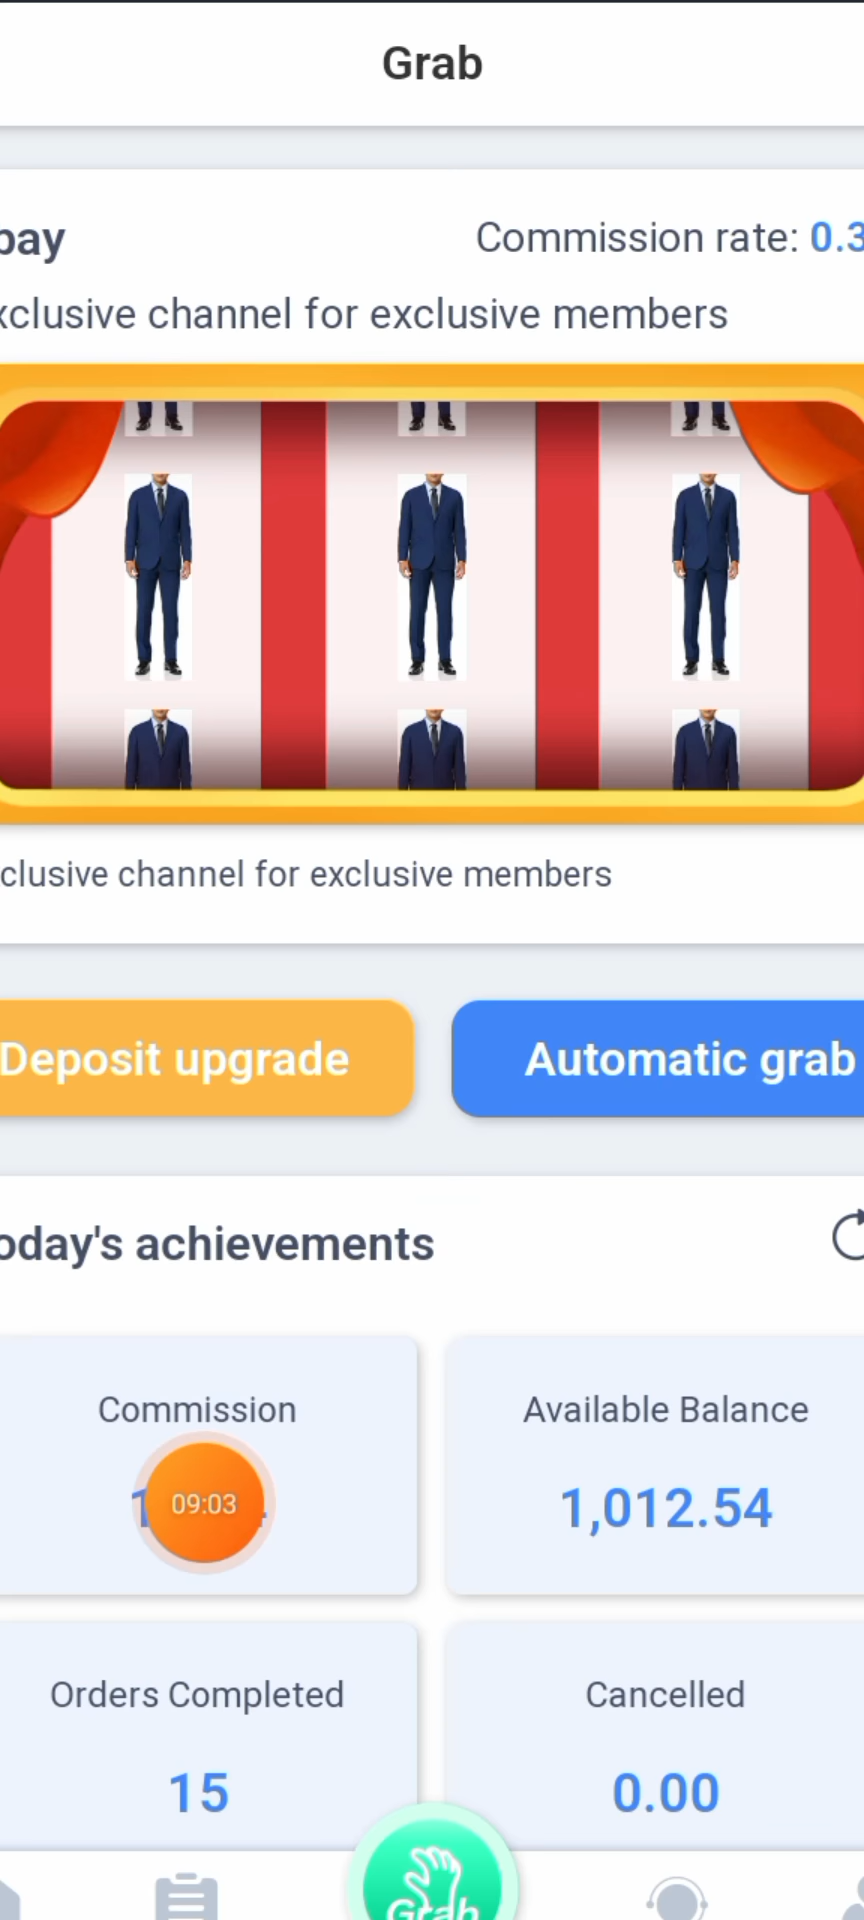 Grab
pay
Commission rate: 0.3
xclusive channel for exclusive members
clusive channel for exclusive members
Deposit upgrade
Automatic grab
oday's achievements
Commission
Available Balance
09:03
1,012.54
Orders Completed
Cancelled
15
0.00
Grab